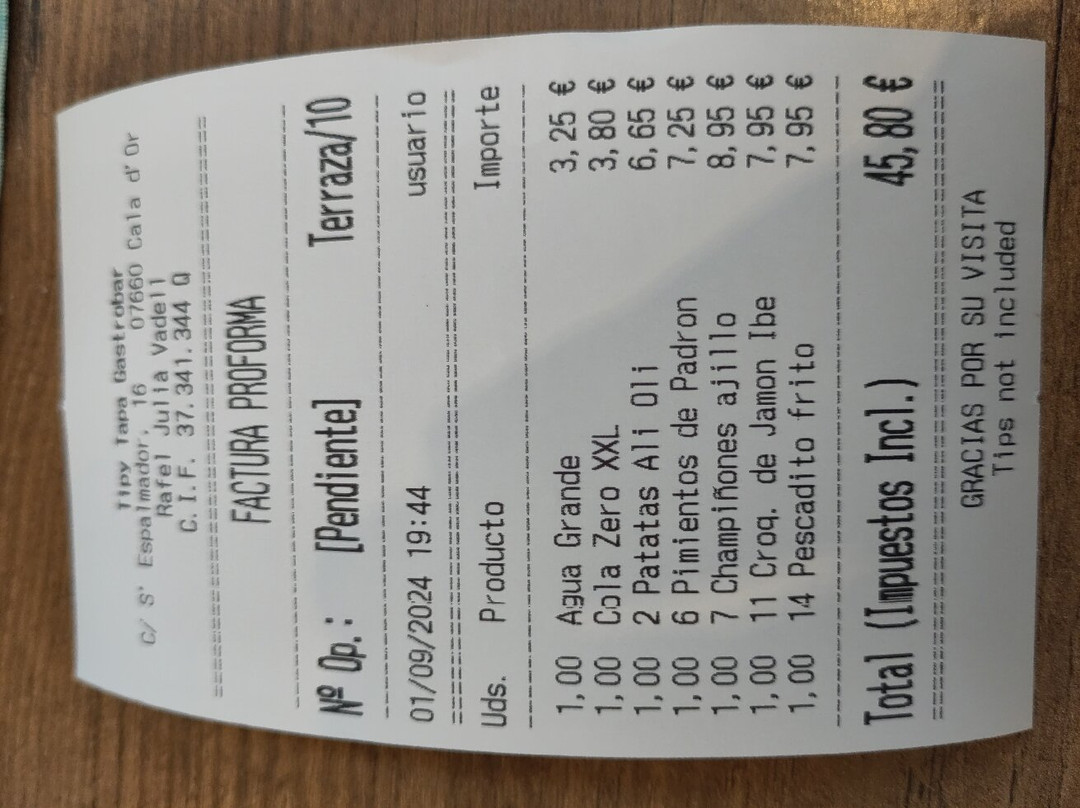 Tipy Tapa Gastrobar
C/ S' Espalmador, 16 07660 Cala d'Or
Rafel Julià Vadell
C.I.F. 37.341.344 Q
FACTURA PROFORMA
Nº Op.: [Pendiente] Terraza/10
01/09/2024 19:44 usuario
Uds. Producto Importe
1,00 Agua Grande 3,25 €
1,00 Cola Zero XXL 3,80 €
1,00 2 Patatas Ali Oli 6,65 €
1,00 6 Pimientos de Padron 7,25 €
1,00 7 Champiñones ajillo 8,95 €
1,00 11 Croq. de Jamon Ibe 7,95 €
1,00 14 Pescadito frito 7,95 €
Total (Impuestos Incl.) 45,80 €
GRACIAS POR SU VISITA
Tips not included